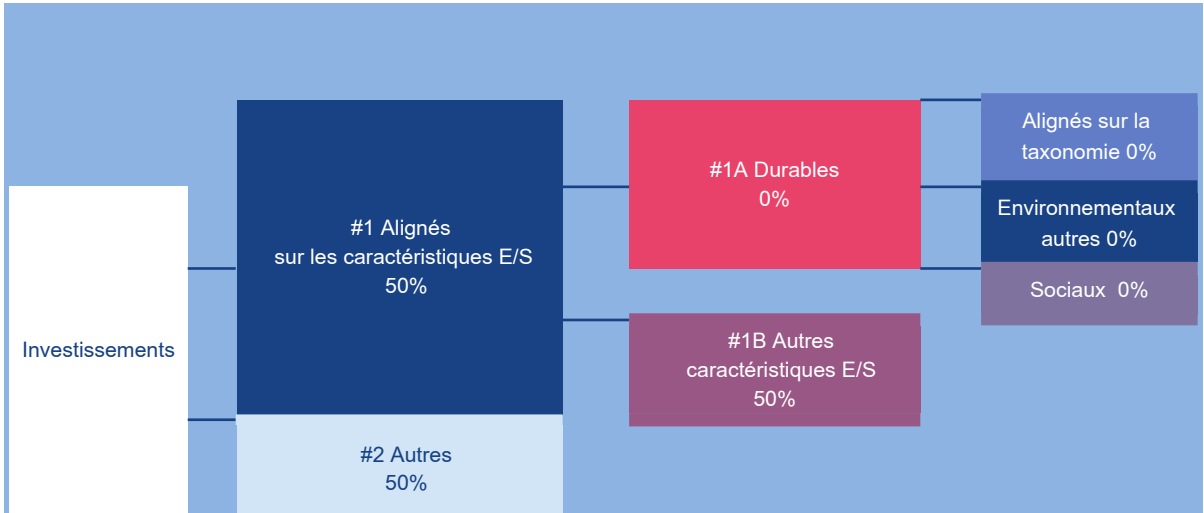 Investissements
#1 Alignés
sur les caractéristiques E/S
50%
#2 Autres
50%
#1A Durables
0%
#1B Autres
caractéristiques E/S
50%
Alignés sur la
taxonomie 0%
Environnementaux
autres 0%
Sociaux 0%